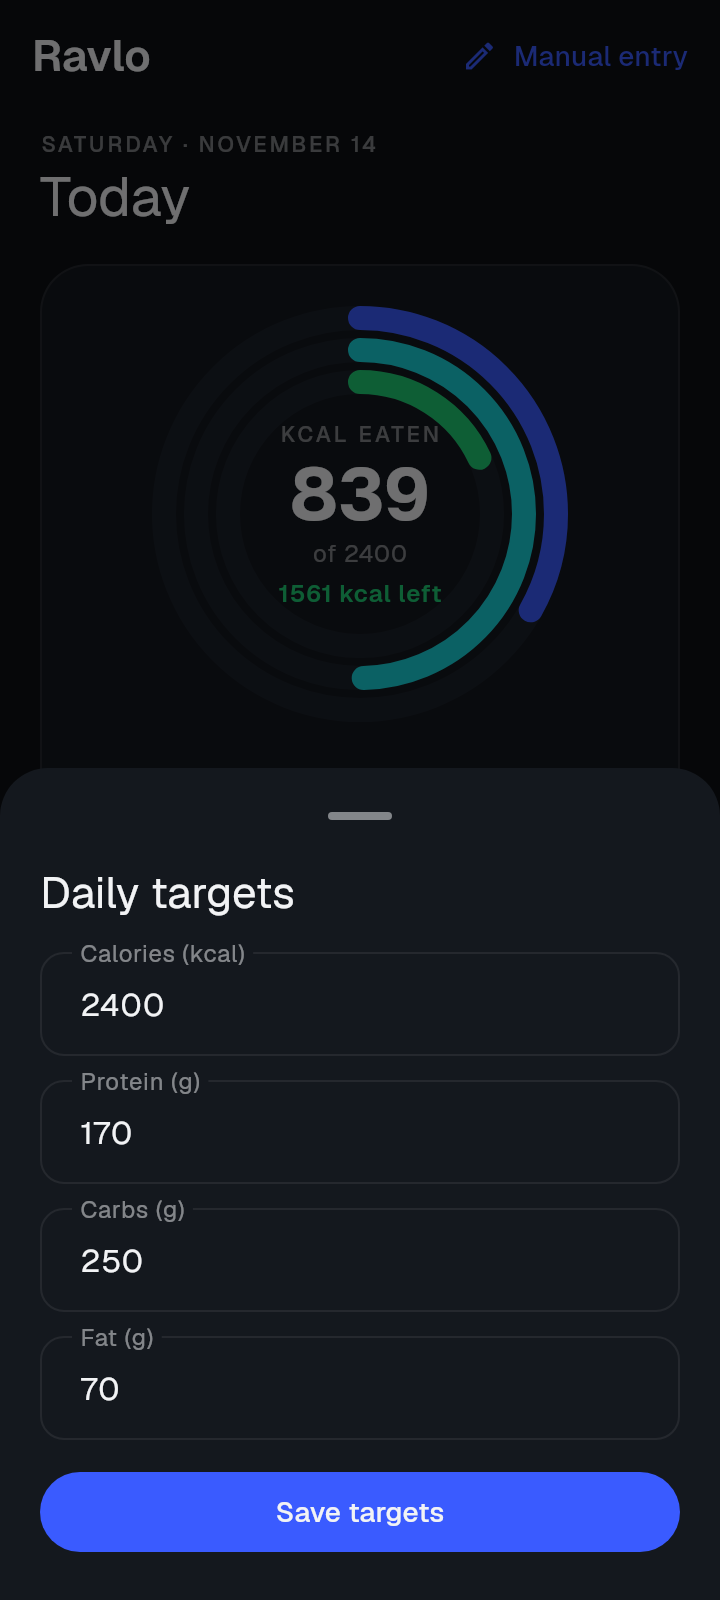 Ravlo
Manual entry
SATURDAY · NOVEMBER 14
Today
KCAL EATEN
839
of 2400
1561 kcal left
Daily targets
Calories (kcal)
2400
Protein (g)
170
Carbs (g)
250
Fat (g)
70
Save targets